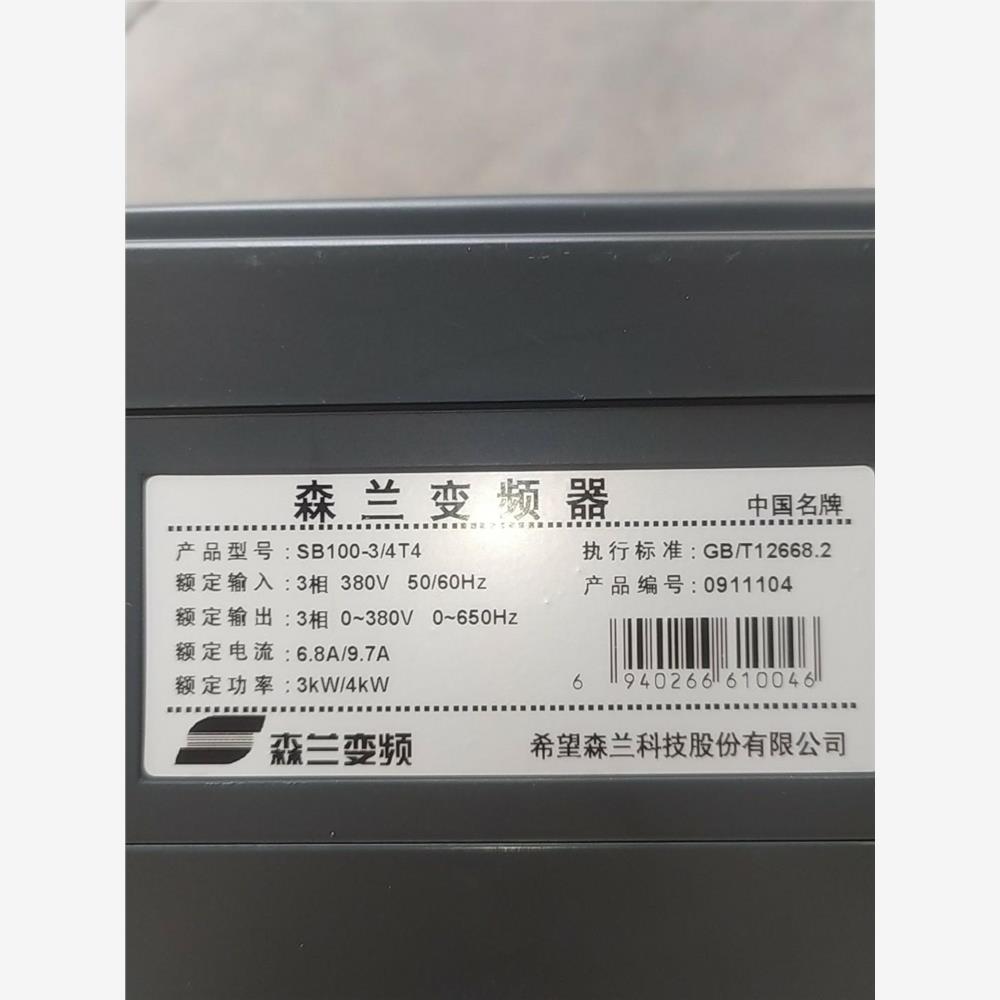 森兰变频器
中国名牌
产品型号：SB100-3/4T4
执行标准：GB/T12668.2
额定输入：3相 380V 50/60Hz
产品编号：0911104
额定输出：3相 0~380V 0~650Hz
额定电流：6.8A/9.7A
额定功率：3kW/4kW
6 940266 610046
森兰变频
希望森兰科技股份有限公司